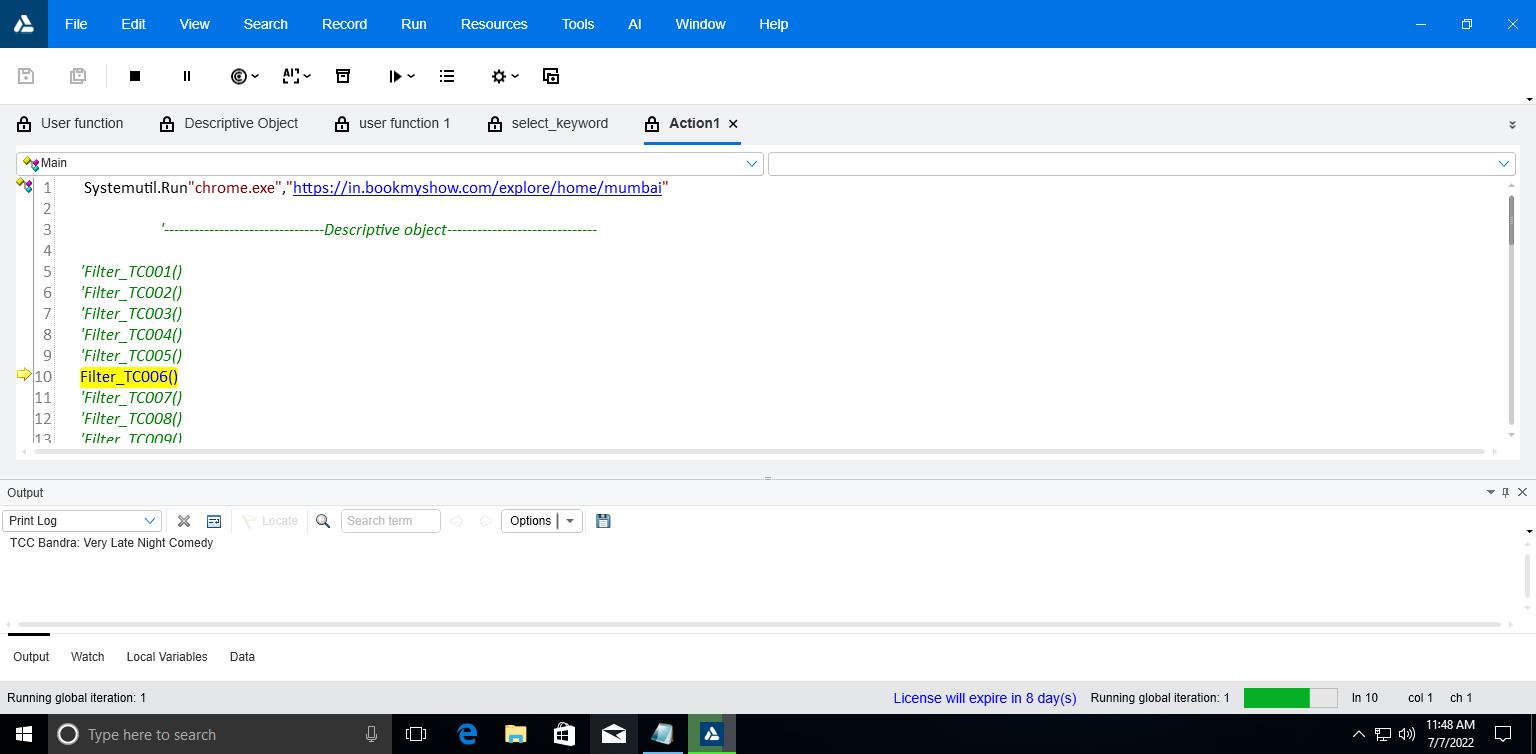 File Edit View Search Record Run Resources Tools AI Window Help
User function Descriptive Object user function 1 select_keyword Action1
Main
1 Systemutil.Run"chrome.exe","https://in.bookmyshow.com/explore/home/mumbai"
2
3 '--------------------------------Descriptive object------------------------------
4
5 'Filter_TC001()
6 'Filter_TC002()
7 'Filter_TC003()
8 'Filter_TC004()
9 'Filter_TC005()
10 Filter_TC006()
11 'Filter_TC007()
12 'Filter_TC008()
13 'Filter_TC009()
Output
Print Log Locate Search term Options
TCC Bandra: Very Late Night Comedy
Output Watch Local Variables Data
Running global iteration: 1 License will expire in 8 day(s) Running global iteration: 1 ln 10 col 1 ch 1
Type here to search 11:48 AM
7/7/2022